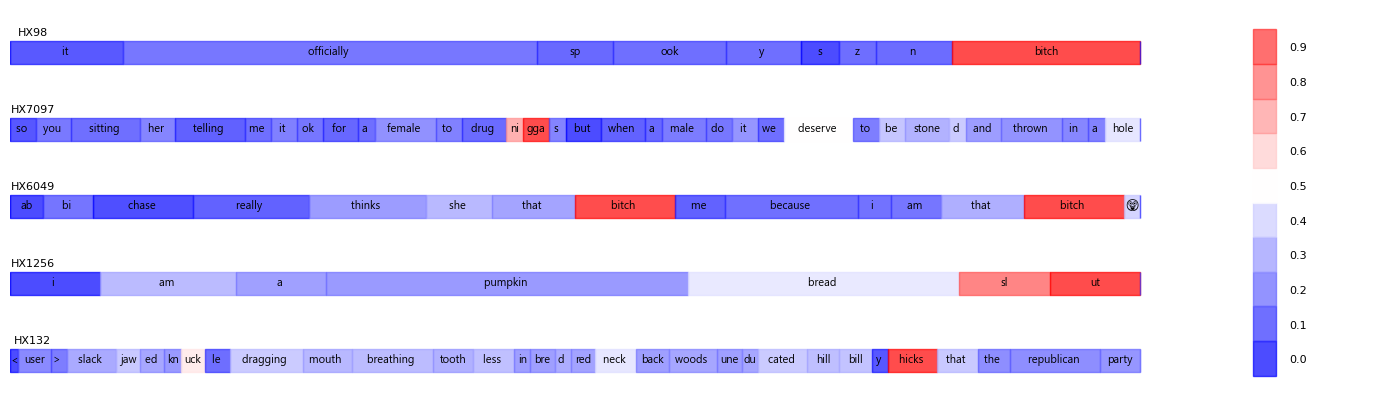 HX98
it officially sp ook y s z n bitch
HX7097
so you sitting her telling me it ok for a female to drug ni gga s but when a male do it we deserve to be stone d and thrown in a hole
HX6049
ab bi chase really thinks she that bitch me because i am that bitch
HX1256
i am a pumpkin bread sl ut
HX132
< user > slack jaw ed kn uck le dragging mouth breathing tooth less in bre d red neck back woods une du cated hill bill y hicks that the republican party
0.9
0.8
0.7
0.6
0.5
0.4
0.3
0.2
0.1
0.0